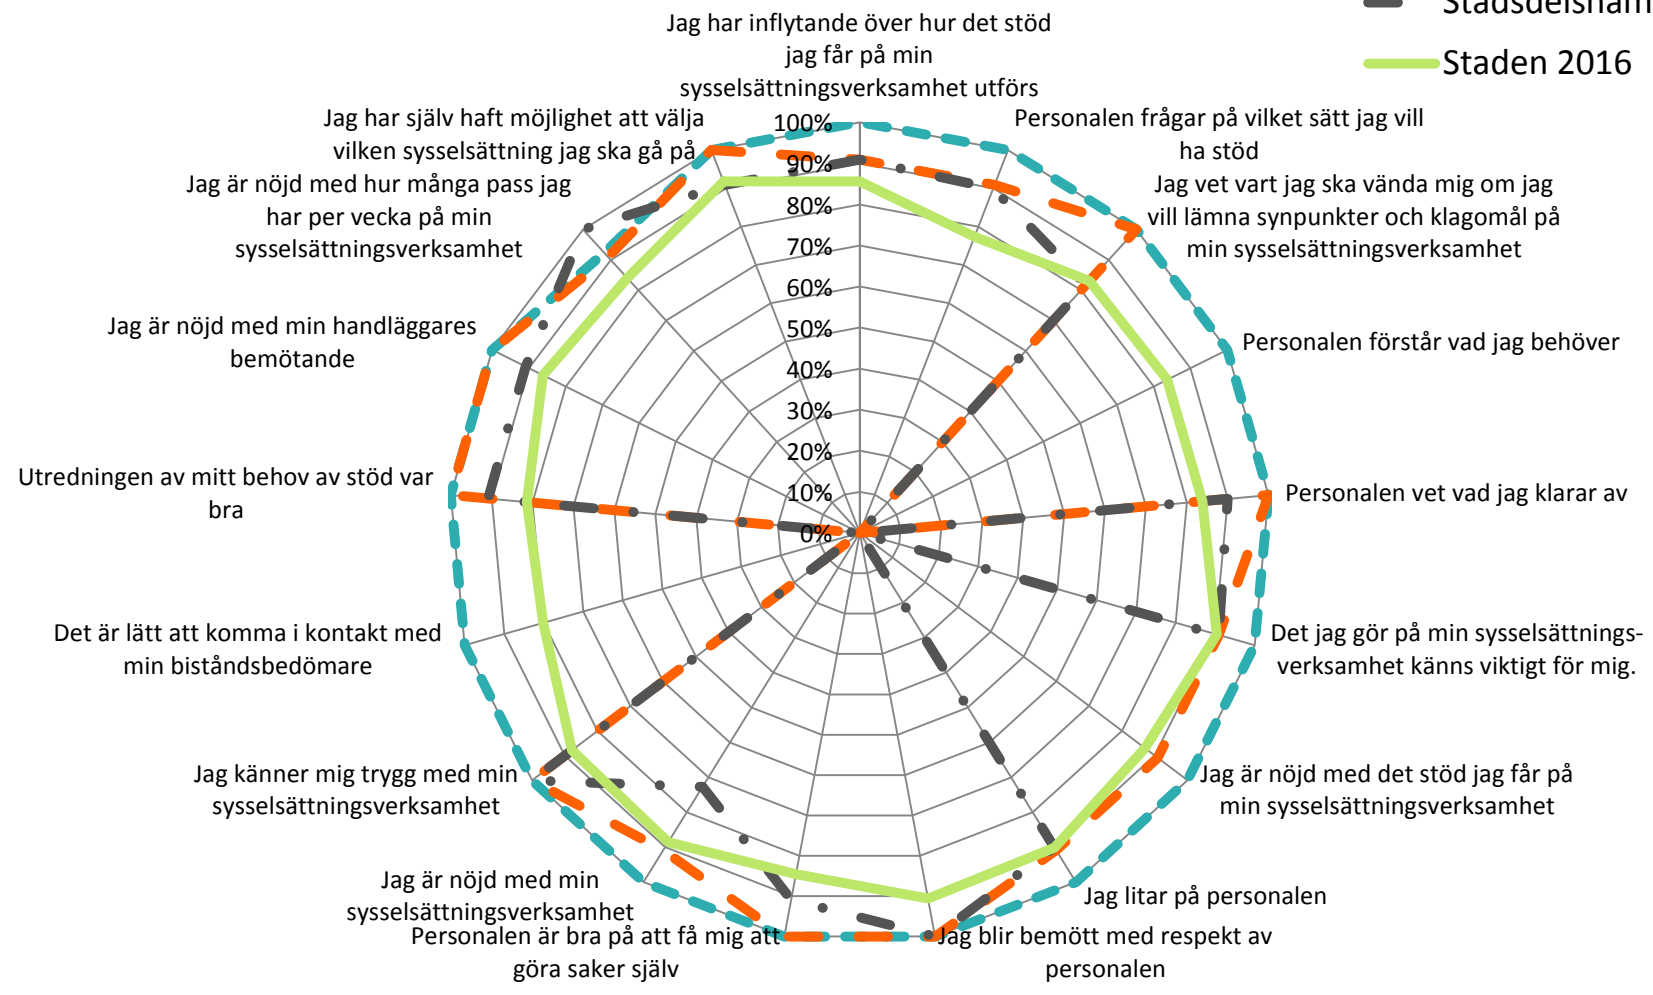 Jag har inflytande över hur det stöd
jag får på min
sysselsättningsverksamhet utförs
Staden 2016
Personalen frågar på vilket sätt jag vill
ha stöd
Jag vet vart jag ska vända mig om jag
vill lämna synpunkter och klagomål på
min sysselsättningsverksamhet
Personalen förstår vad jag behöver
Personalen vet vad jag klarar av
Det jag gör på min sysselsättnings-
verksamhet känns viktigt för mig.
Jag är nöjd med det stöd jag får på
min sysselsättningsverksamhet
Jag litar på personalen
Jag blir bemött med respekt av
personalen
Personalen är bra på att få mig att
göra saker själv
Jag är nöjd med min
sysselsättningsverksamhet
Jag känner mig trygg med min
sysselsättningsverksamhet
Det är lätt att komma i kontakt med
min biståndsbedömare
Utredningen av mitt behov av stöd var
bra
Jag är nöjd med min handläggares
bemötande
Jag är nöjd med hur många pass jag
har per vecka på min
sysselsättningsverksamhet
Jag har själv haft möjlighet att välja
vilken sysselsättning jag ska gå på
100%
90%
80%
70%
60%
50%
40%
30%
20%
10%
0%